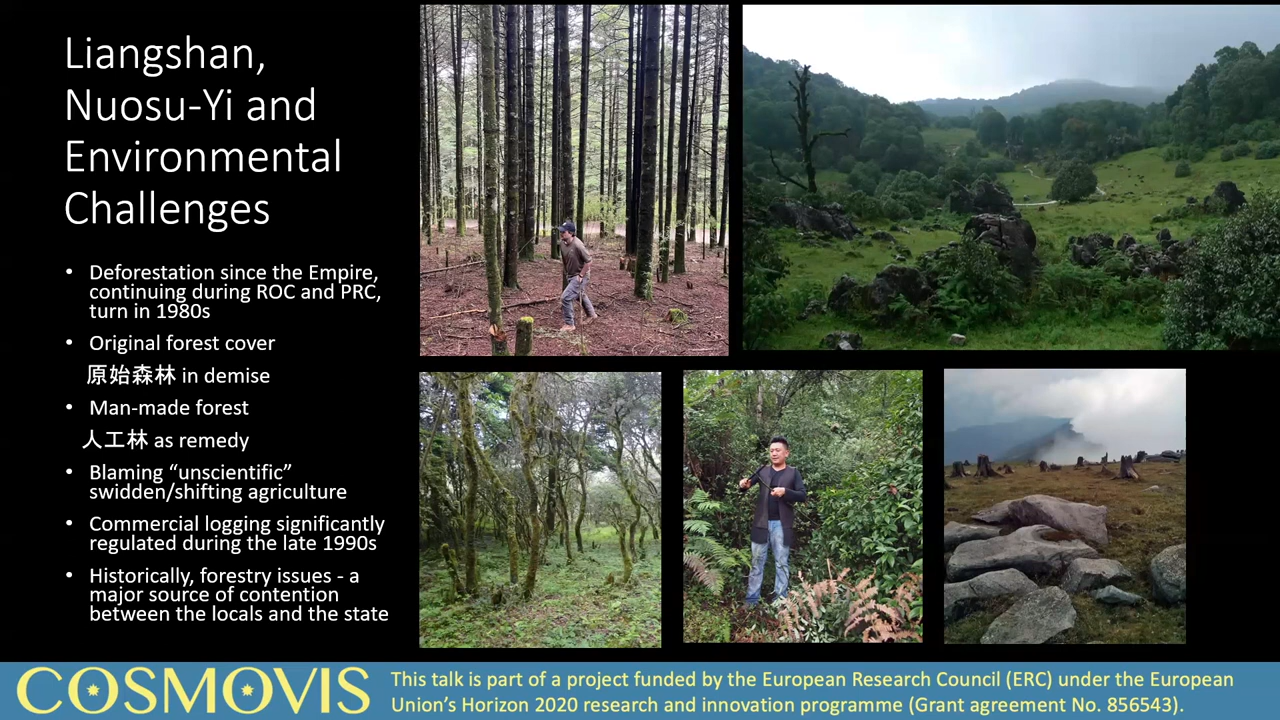 Liangshan,
Nuosu-Yi and
Environmental
Challenges
• Deforestation since the Empire,
continuing during ROC and PRC,
turn in 1980s
• Original forest cover
原始森林 in demise
• Man-made forest
人工林 as remedy
• Blaming “unscientific”
swidden/shifting agriculture
• Commercial logging significantly
regulated during the late 1990s
• Historically, forestry issues - a
major source of contention
between the locals and the state
COSMOVIS
This talk is part of a project funded by the European Research Council (ERC) under the European
Union’s Horizon 2020 research and innovation programme (Grant agreement No. 856543).